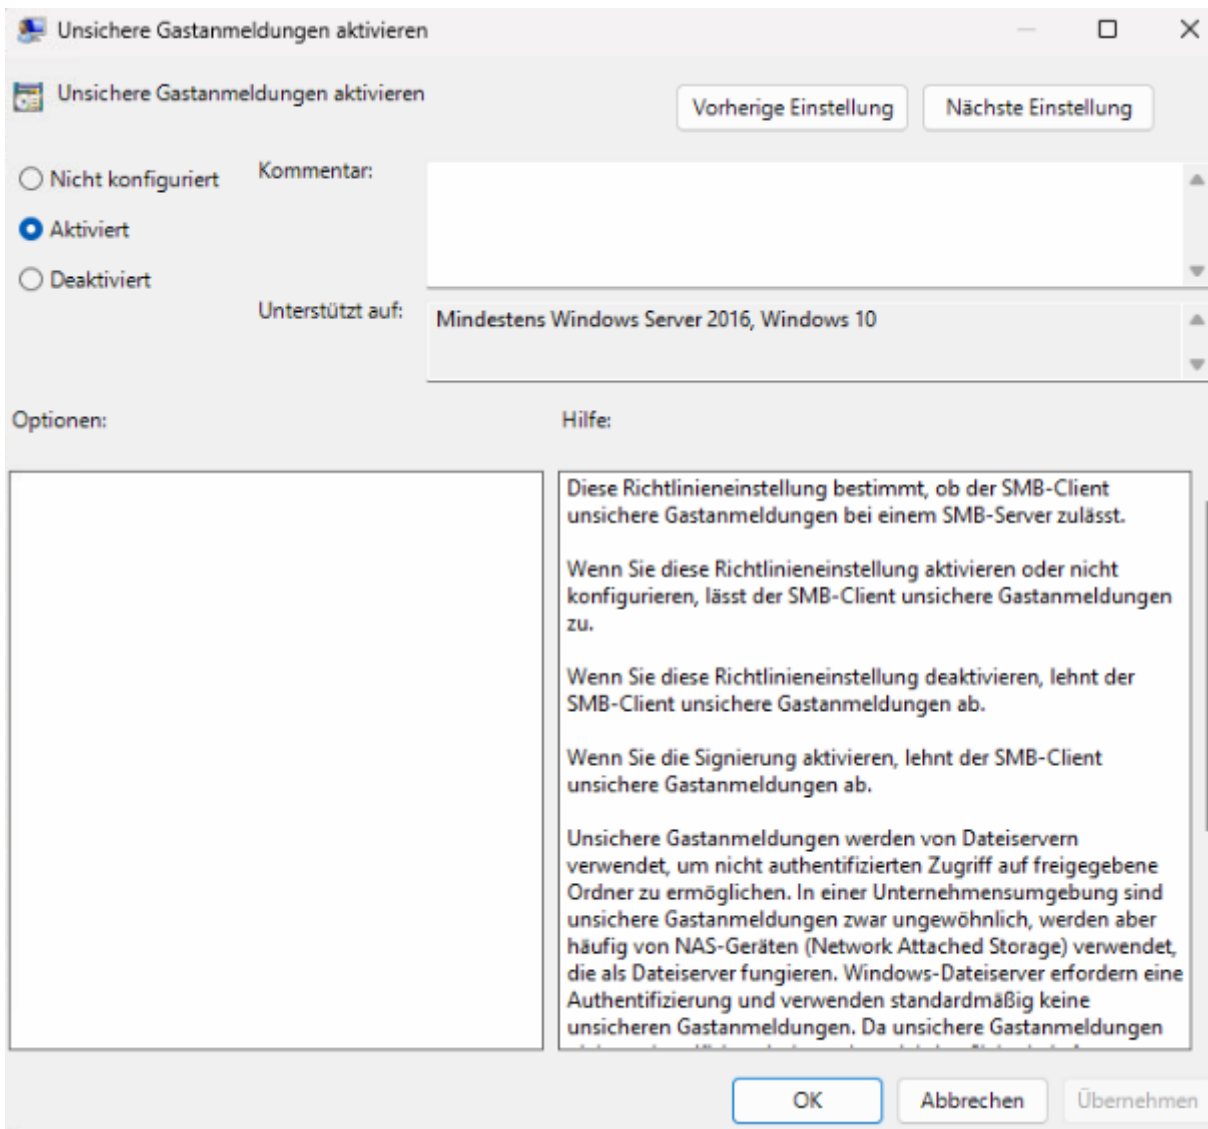 Unsichere Gastanmeldungen aktivieren
Unsichere Gastanmeldungen aktivieren
Vorherige Einstellung
Nächste Einstellung
Nicht konfiguriert
Kommentar:
Aktiviert
Deaktiviert
Unterstützt auf:
Mindestens Windows Server 2016, Windows 10
Optionen:
Hilfe:
Diese Richtlinieneinstellung bestimmt, ob der SMB-Client
unsichere Gastanmeldungen bei einem SMB-Server zulässt.
Wenn Sie diese Richtlinieneinstellung aktivieren oder nicht
konfigurieren, lässt der SMB-Client unsichere Gastanmeldungen
zu.
Wenn Sie diese Richtlinieneinstellung deaktivieren, lehnt der
SMB-Client unsichere Gastanmeldungen ab.
Wenn Sie die Signierung aktivieren, lehnt der SMB-Client
unsichere Gastanmeldungen ab.
Unsichere Gastanmeldungen werden von Dateiservern
verwendet, um nicht authentifizierten Zugriff auf freigegebene
Ordner zu ermöglichen. In einer Unternehmensumgebung sind
unsichere Gastanmeldungen zwar ungewöhnlich, werden aber
häufig von NAS-Geräten (Network Attached Storage) verwendet,
die als Dateiserver fungieren. Windows-Dateiserver erfordern eine
Authentifizierung und verwenden standardmäßig keine
unsicheren Gastanmeldungen. Da unsichere Gastanmeldungen
OK
Abbrechen
Übernehmen